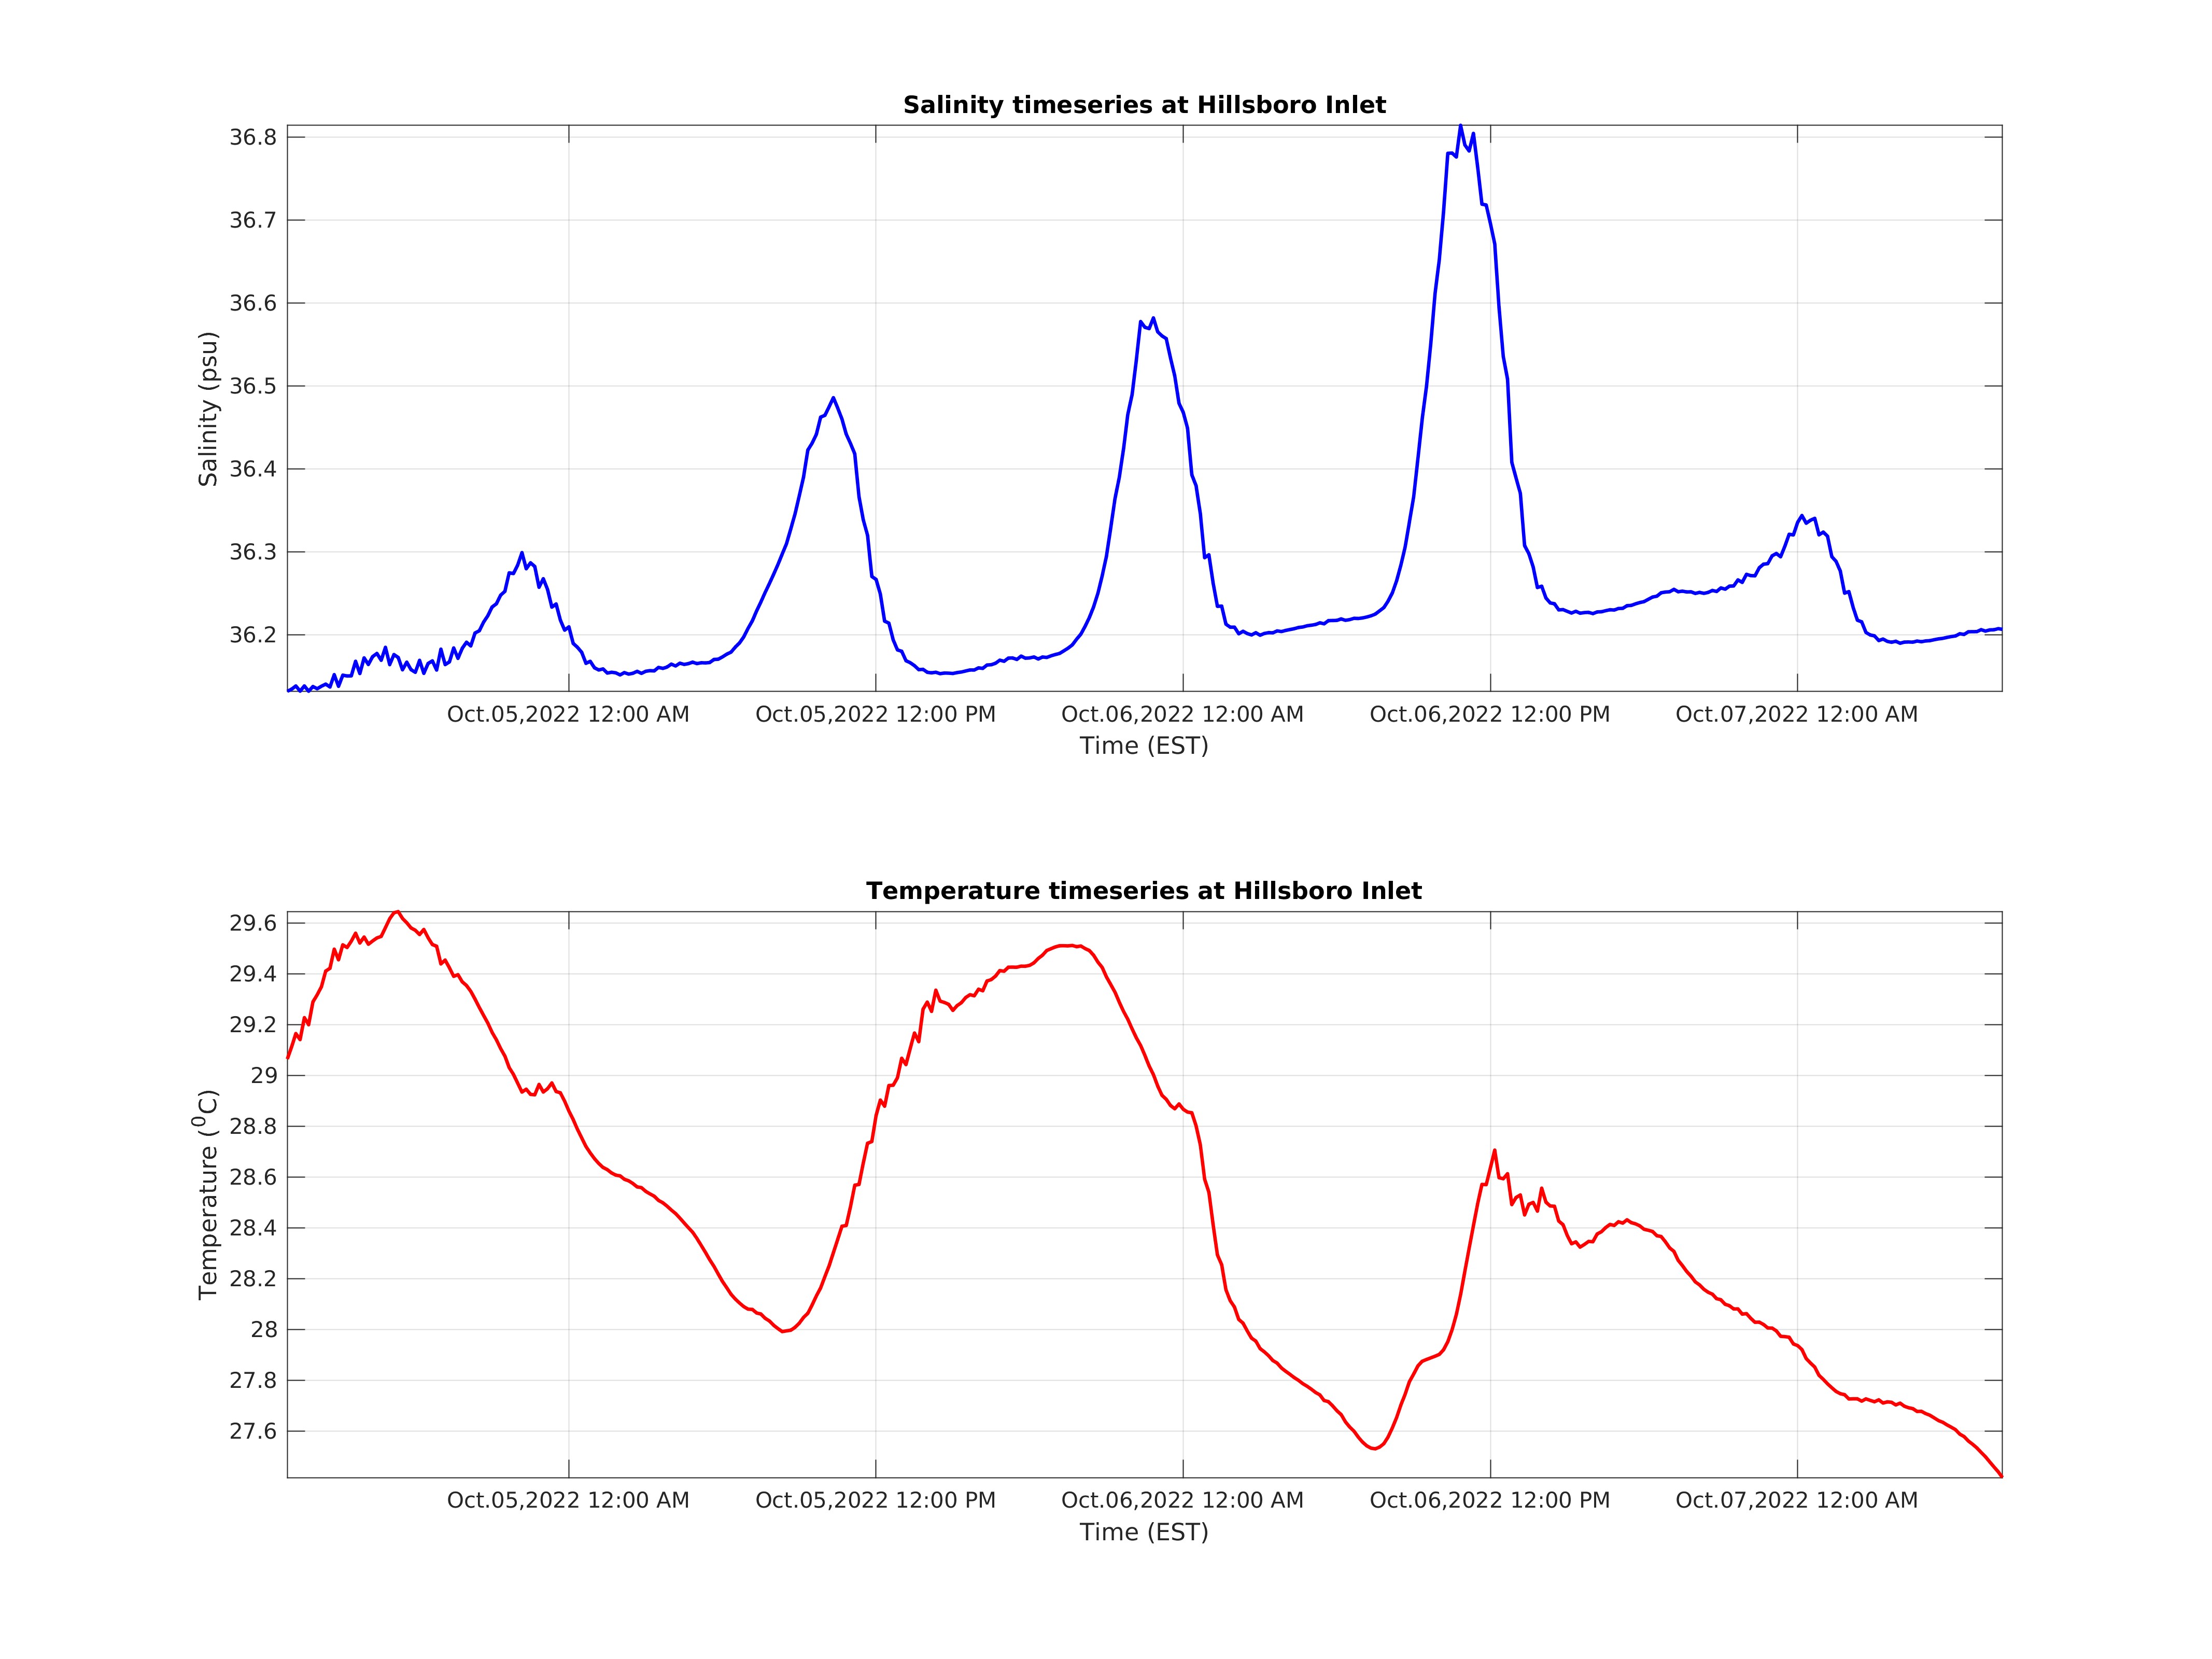 Salinity timeseries at Hillsboro Inlet
36.8
36.7
36.6
36.5
36.4
36.3
36.2
Salinity (psu)
Oct.05,2022 12:00 AM Oct.05,2022 12:00 PM Oct.06,2022 12:00 AM Oct.06,2022 12:00 PM Oct.07,2022 12:00 AM
Time (EST)
Temperature timeseries at Hillsboro Inlet
29.6
29.4
29.2
29
28.8
28.6
28.4
28.2
28
27.8
27.6
Temperature (⁰C)
Oct.05,2022 12:00 AM Oct.05,2022 12:00 PM Oct.06,2022 12:00 AM Oct.06,2022 12:00 PM Oct.07,2022 12:00 AM
Time (EST)